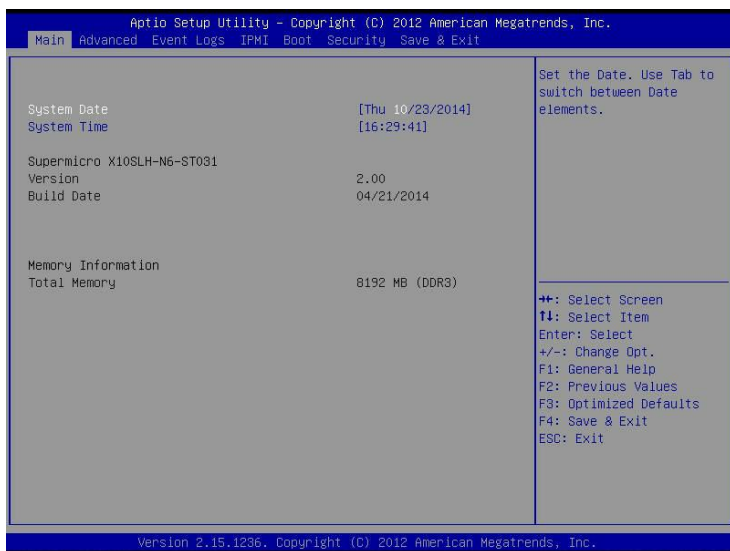 Aptio Setup Utility – Copyright (C) 2012 American Megatrends, Inc.
Main Advanced Event Logs IPMI Boot Security Save & Exit
System Date [Thu 10/23/2014]
System Time [16:29:41]
Supermicro X10SLH-N6-ST031
Version 2.00
Build Date 04/21/2014
Memory Information
Total Memory 8192 MB (DDR3)
Set the Date. Use Tab to
switch between Date
elements.
→←: Select Screen
↑↓: Select Item
Enter: Select
+/-: Change Opt.
F1: General Help
F2: Previous Values
F3: Optimized Defaults
F4: Save & Exit
ESC: Exit
Version 2.15.1236. Copyright (C) 2012 American Megatrends, Inc.